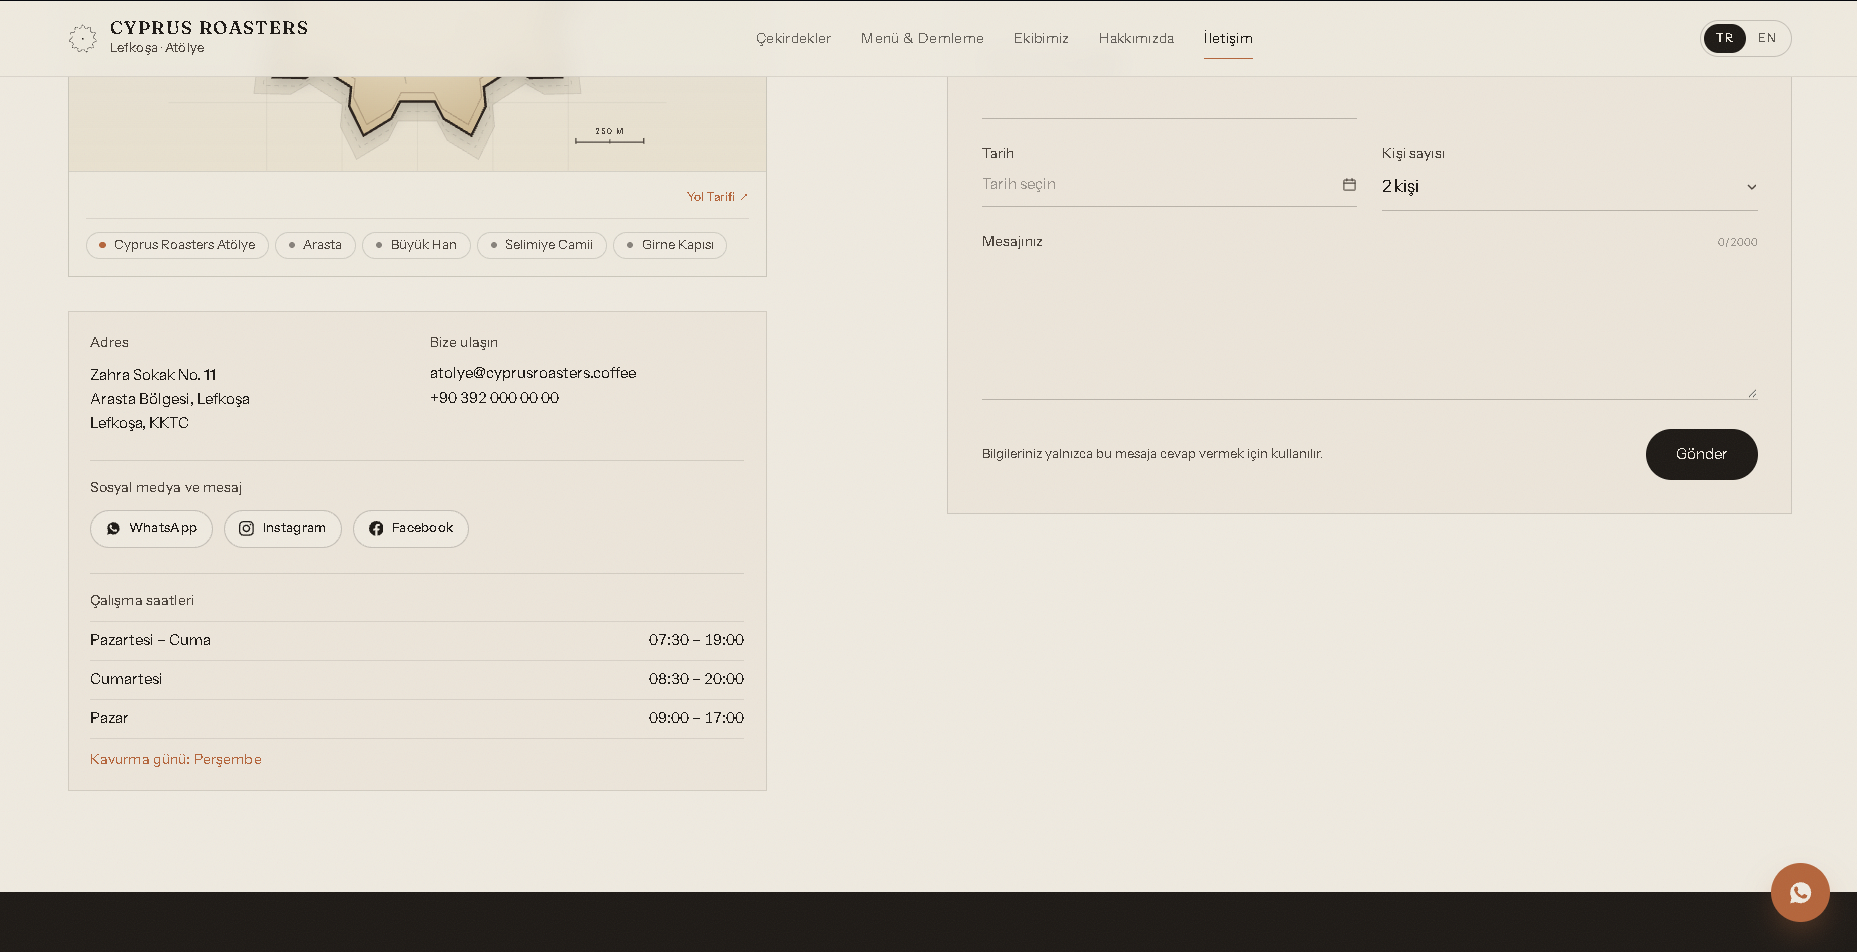 CYPRUS ROASTERS
Lefkoşa · Atölye
Çekirdekler
Menü & Demleme
Ekibimiz
Hakkımızda
İletişim
TR
EN
250 M
Yol Tarifi ↗
Cyprus Roasters Atölye
Arasta
Büyük Han
Selimiye Camii
Girne Kapısı
Adres
Zahra Sokak No. 11
Arasta Bölgesi, Lefkoşa
Lefkoşa, KKTC
Bize ulaşın
atolye@cyprusroasters.coffee
+90 392 000 00 00
Sosyal medya ve mesaj
WhatsApp
Instagram
Facebook
Çalışma saatleri
Pazartesi – Cuma 07:30 – 19:00
Cumartesi 08:30 – 20:00
Pazar 09:00 – 17:00
Kavurma günü: Perşembe
Tarih
Tarih seçin
Kişi sayısı
2 kişi
Mesajınız
0/2000
Bilgileriniz yalnızca bu mesaja cevap vermek için kullanılır.
Gönder